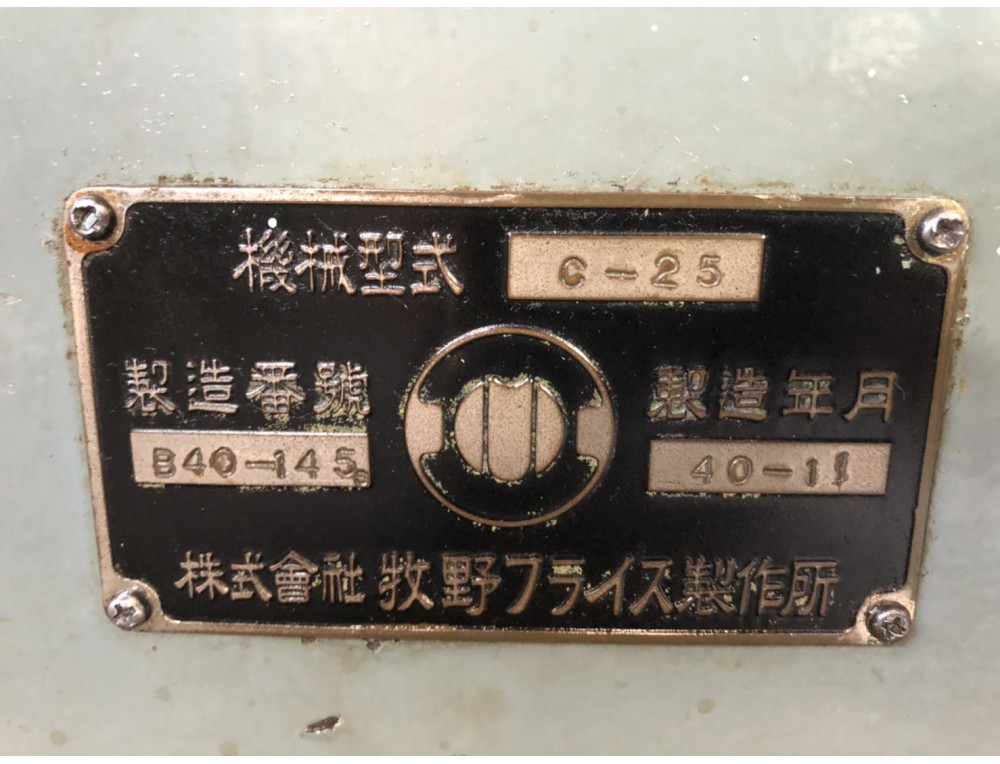 機械型式 C-25
製造番號 製造年月
B40-145 40-11
株式會社 牧野フライス製作所